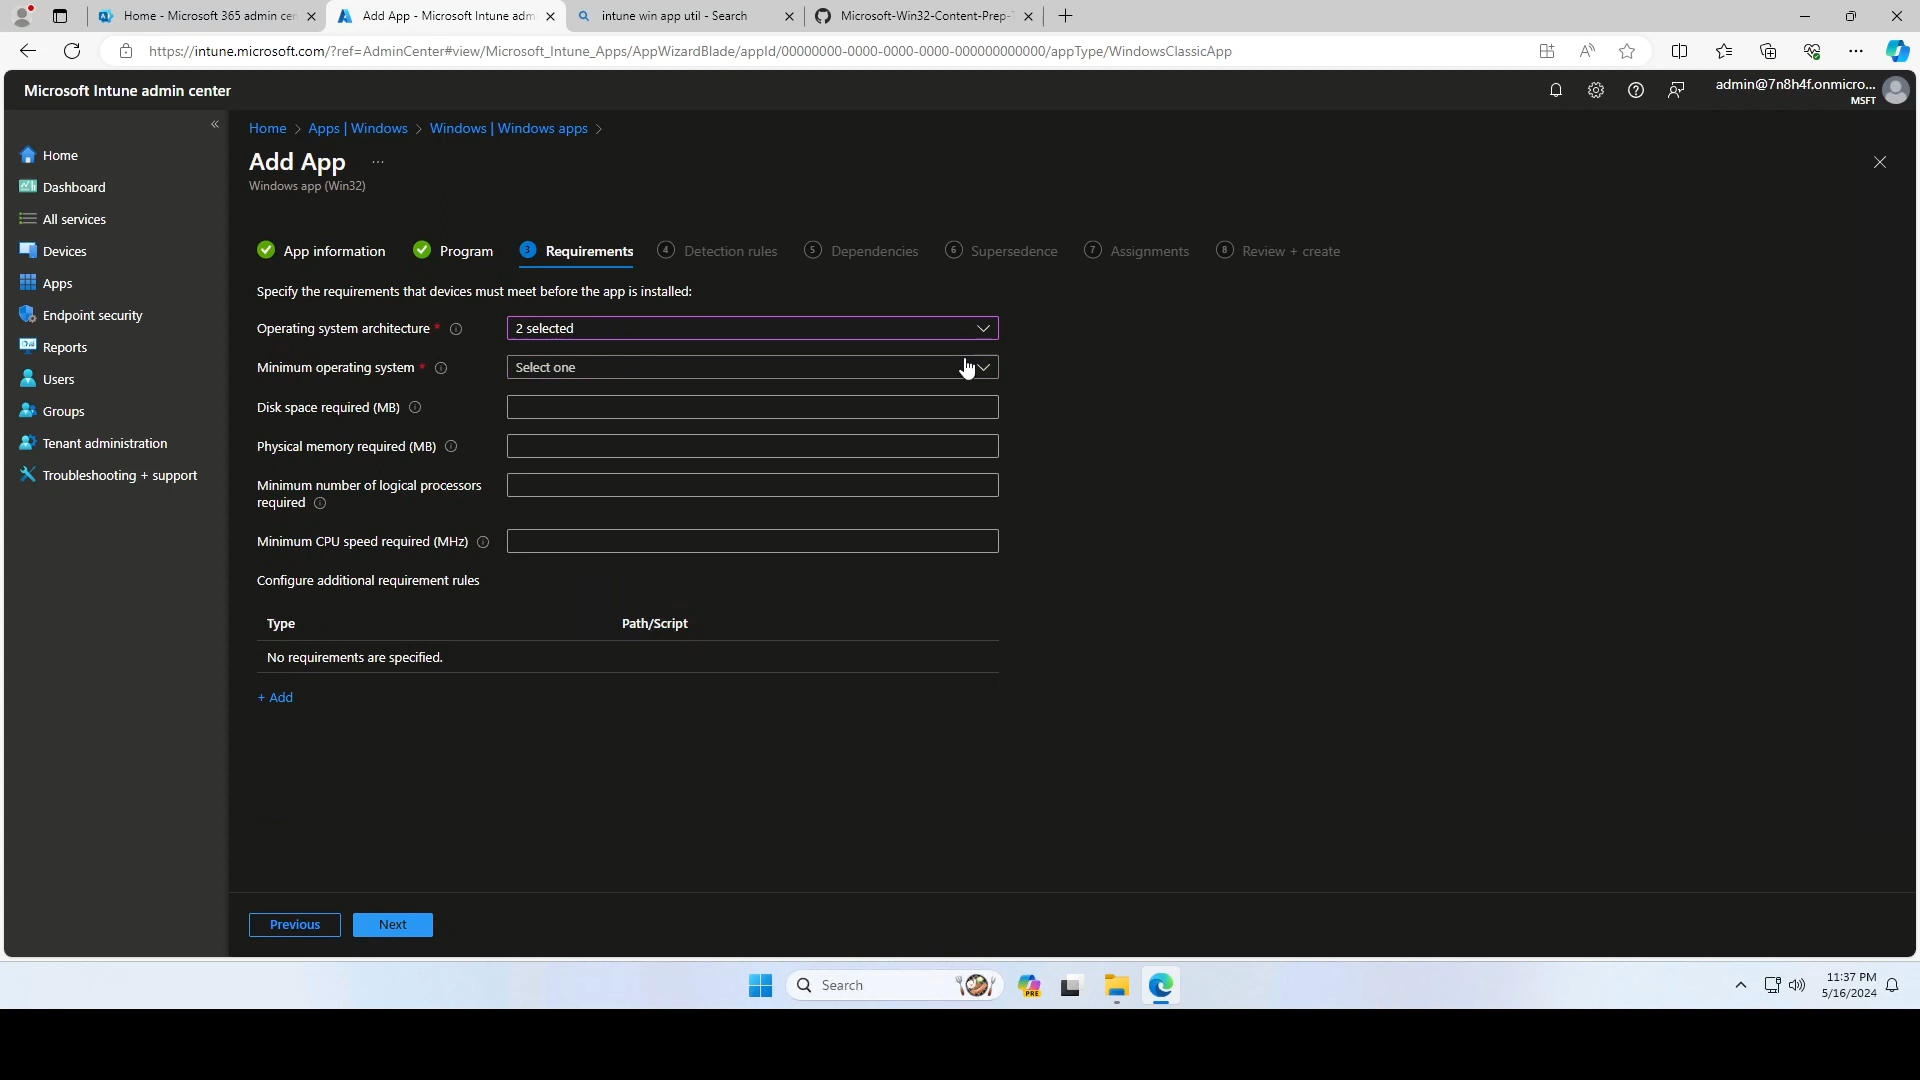 Home - Microsoft 365 admin cen
Add App - Microsoft Intune adm
intune win app util - Search
Microsoft-Win32-Content-Prep-T
https://intune.microsoft.com/?ref=AdminCenter#view/Microsoft_Intune_Apps/AppWizardBlade/appId/00000000-0000-0000-0000-000000000000/appType/WindowsClassicApp
Microsoft Intune admin center
admin@7n8h4f.onmicro...
MSFT
Home
Dashboard
All services
Devices
Apps
Endpoint security
Reports
Users
Groups
Tenant administration
Troubleshooting + support
Home > Apps | Windows > Windows | Windows apps >
Add App ...
Windows app (Win32)
App information
Program
3 Requirements
4 Detection rules
5 Dependencies
6 Supersedence
7 Assignments
8 Review + create
Specify the requirements that devices must meet before the app is installed:
Operating system architecture *
2 selected
Minimum operating system *
Select one
Disk space required (MB)
Physical memory required (MB)
Minimum number of logical processors
required
Minimum CPU speed required (MHz)
Configure additional requirement rules
Type
Path/Script
No requirements are specified.
+ Add
Previous
Next
Search
PRE
11:37 PM
5/16/2024